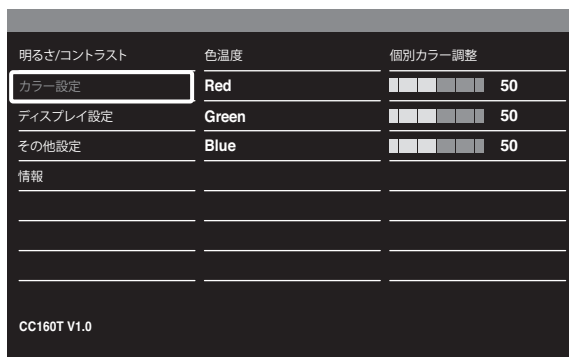 明るさ/コントラスト 色温度 個別カラー調整
カラー設定 Red 50
ディスプレイ設定 Green 50
その他設定 Blue 50
情報
CC160T V1.0